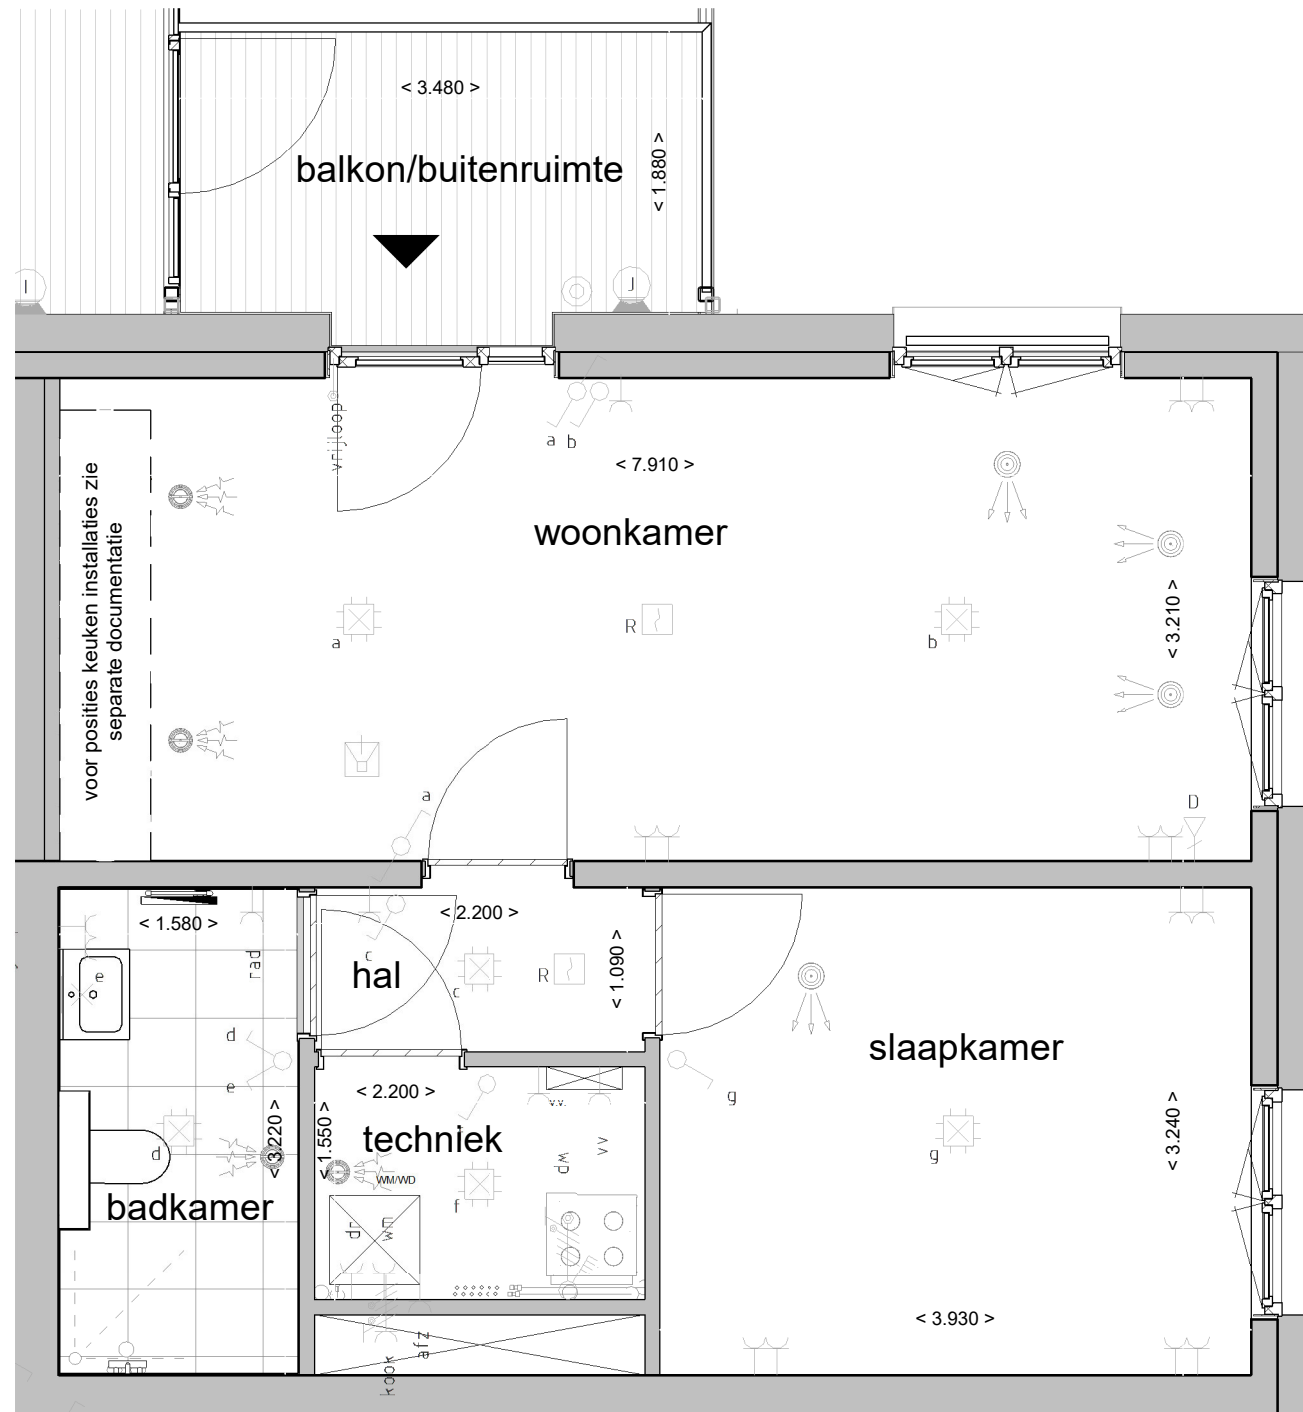 < 3.480 >
< 1.880 >
balkon/buitenruimte
I
J
vrijloop
a b
< 7.910 >
woonkamer
voor posities keuken installaties zie
separate documentatie
a
R
b
< 3.210 >
a
D
< 1.580 >
rad
e
c
< 2.200 >
hal
c
R
< 1.090 >
slaapkamer
d
e
d
< 3.220 >
badkamer
< 2.200 >
< 1.550 >
techniek
v.v.
dw
vv
WM/WD
f
dr
wm
g
g
< 3.240 >
< 3.930 >
kook
afz